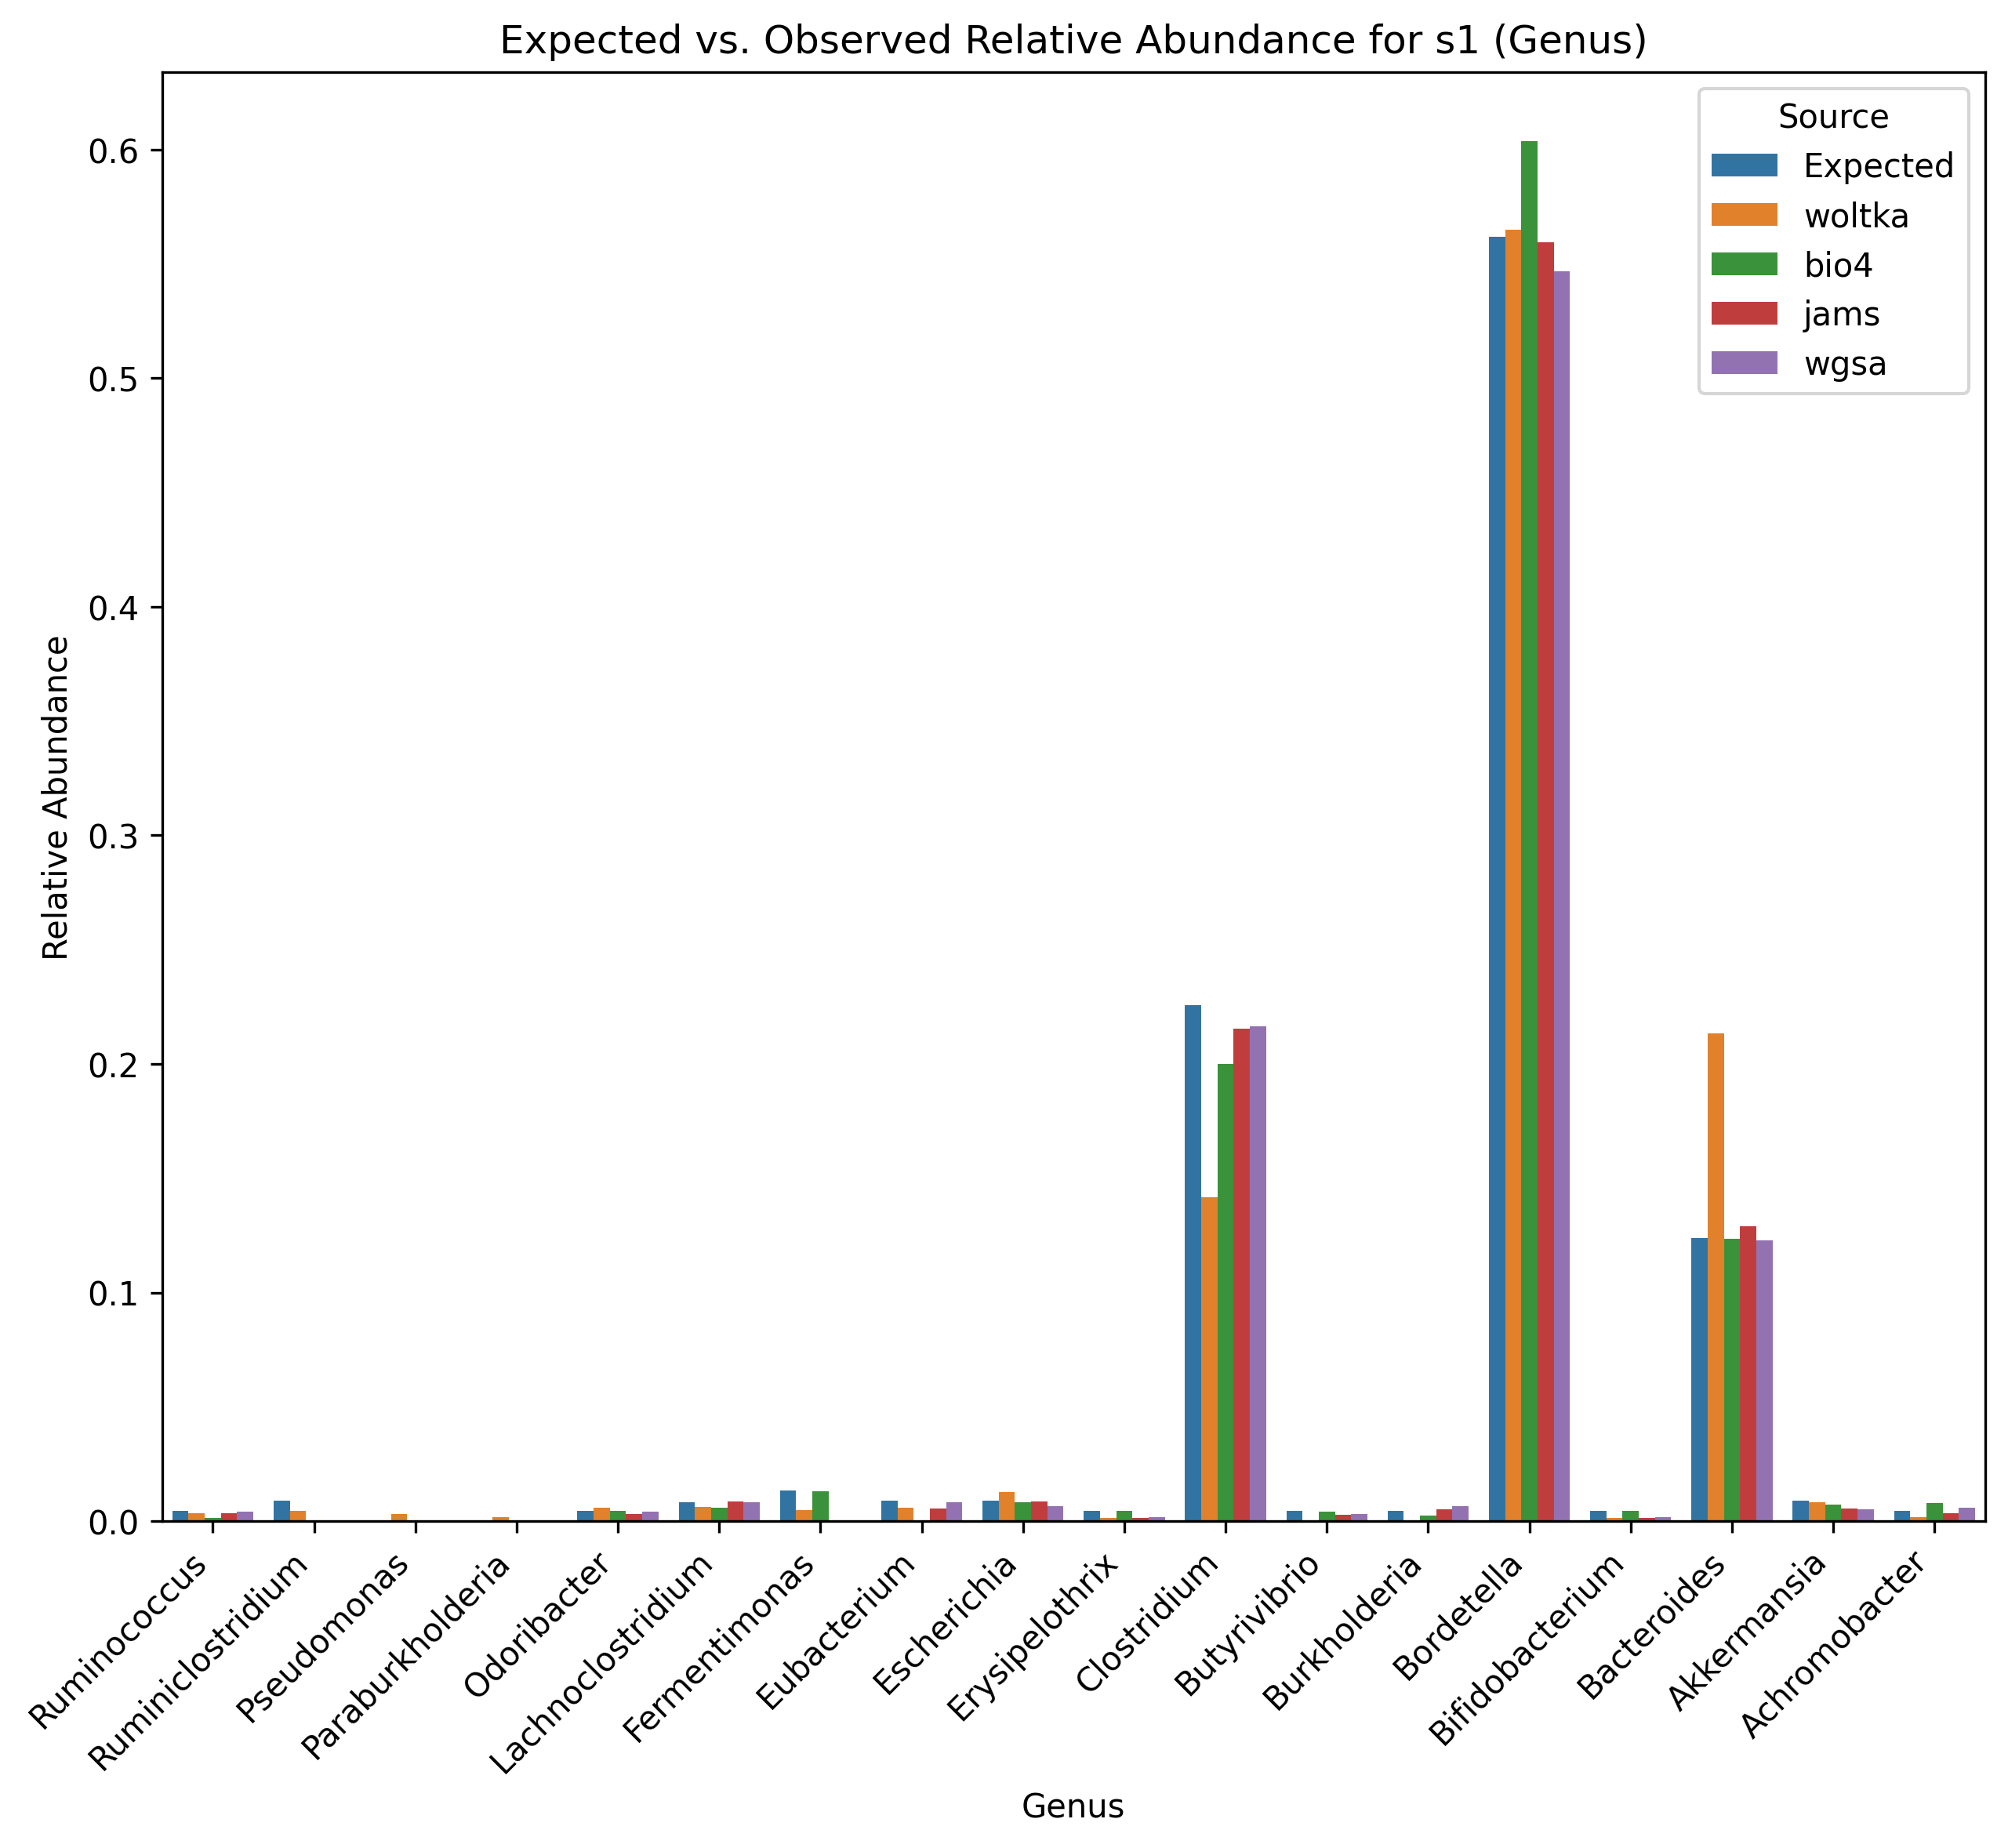 Expected vs. Observed Relative Abundance for s1 (Genus)
Source
Expected
woltka
bio4
jams
wgsa
Relative Abundance
0.6
0.5
0.4
0.3
0.2
0.1
0.0
Ruminococcus
Ruminiclostridium
Pseudomonas
Paraburkholderia
Odoribacter
Lachnoclostridium
Fermentimonas
Eubacterium
Escherichia
Erysipelothrix
Clostridium
Butyrivibrio
Burkholderia
Bordetella
Bifidobacterium
Bacteroides
Akkermansia
Achromobacter
Genus